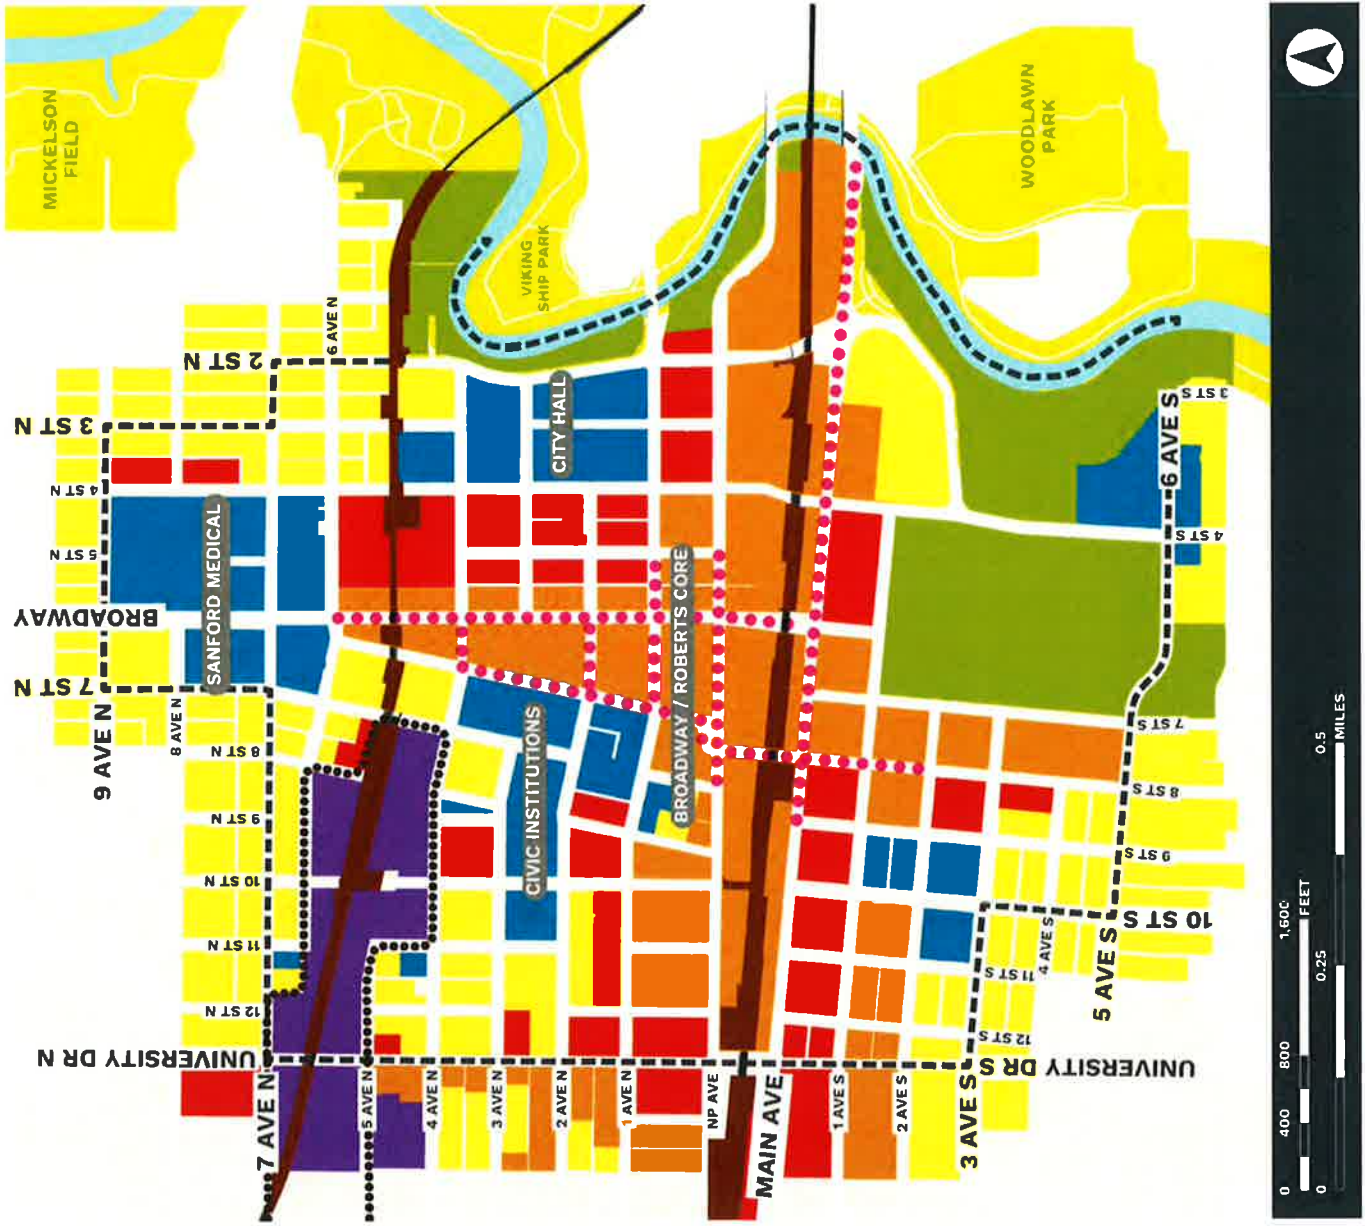 MICKELSON
FIELD
VIKING
SHIP PARK
WOODLAWN
PARK
2 ST N
6 AVE N
3 ST N
4 ST N
5 ST N
BROADWAY
7 ST N
9 AVE N
8 AVE N
8 ST N
9 ST N
10 ST N
11 ST N
12 ST N
UNIVERSITY DR N
7 AVE N
5 AVE N
4 AVE N
3 AVE N
2 AVE N
1 AVE N
NP AVE
MAIN AVE
1 AVE S
2 AVE S
3 AVE S
UNIVERSITY DR S
12 ST S
11 ST S
4 AVE S
10 ST S
5 AVE S
9 ST S
8 ST S
7 ST S
6 AVE S
4 ST S
3 ST S
SANFORD MEDICAL
CITY HALL
CIVIC INSTITUTIONS
BROADWAY / ROBERTS CORE
0 400 800 1,600
FEET
0 0.25 0.5
MILES